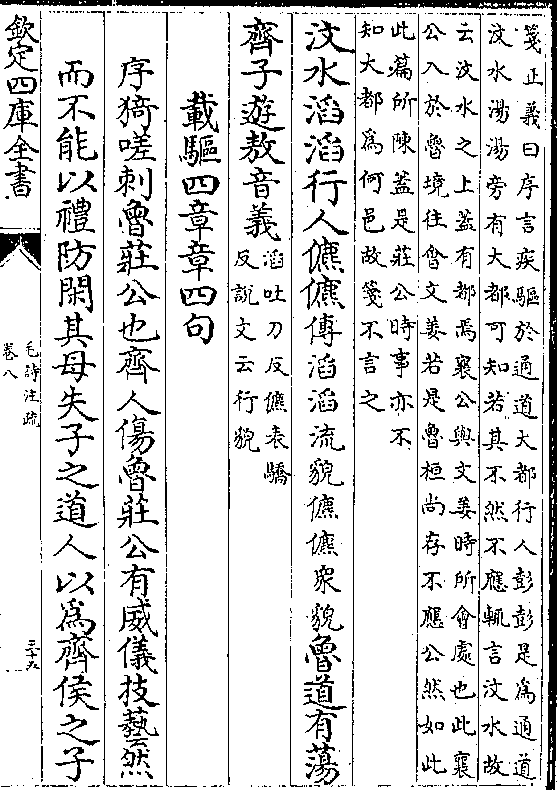 箋正義曰序言疾驅於通道大都行人彭彭是為通道
汶水湯湯旁有大都可知若其不然不應輒言汶水故
云汶水之上蓋有都焉襄公與文姜時所會處也此襄
公入於魯境往會文姜若是魯桓尚存不應公然如此
此篇所陳蓋是莊公時事亦不
知大都為何邑故箋不言之
汶水滔滔行人儦儦傳滔滔流貌儦儦衆貌魯道有蕩
齊子遊敖音義滔吐刀反儦表驕
反説文云行貌
載驅四章章四句
序猗嗟刺魯莊公也齊人傷魯莊公有威儀技藝然
而不能以禮防閑其母失子之道人以為齊侯之子
欽定四庫全書
毛詩注疏
卷八
三十五